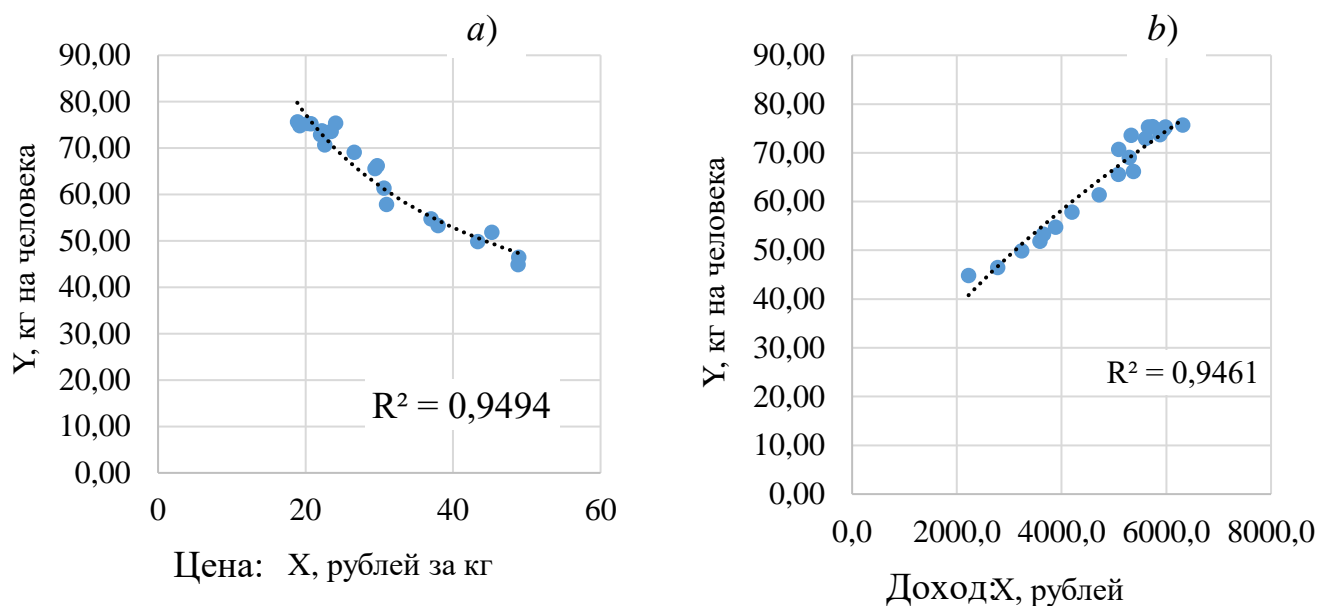 a)
90,00
80,00
70,00
60,00
50,00
40,00
30,00
20,00
10,00
0,00
Y, кг на человека
R² = 0,9494
0 20 40 60
Цена: X, рублей за кг
b)
90,00
80,00
70,00
60,00
50,00
40,00
30,00
20,00
10,00
0,00
Y, кг на человека
R² = 0,9461
0,0 2000,0 4000,0 6000,0 8000,0
Доход:X, рублей